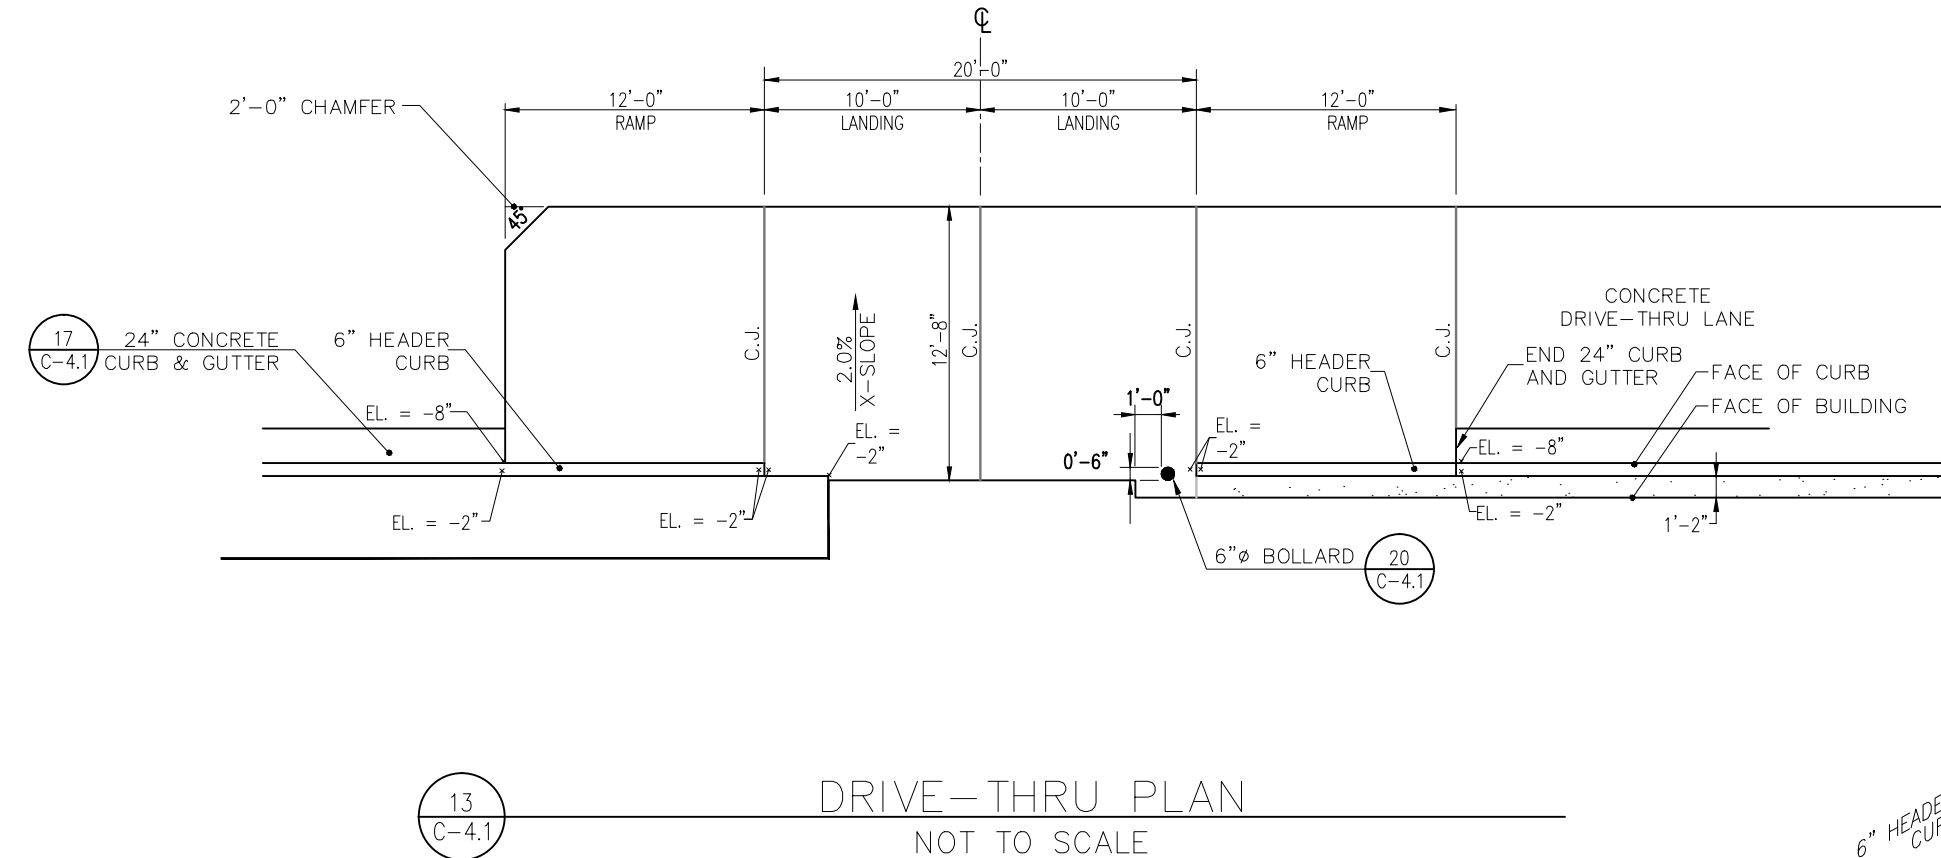 ℄
20'-0"
12'-0"
RAMP
10'-0"
LANDING
10'-0"
LANDING
12'-0"
RAMP
2'-0" CHAMFER
45°
17
C-4.1
24" CONCRETE
CURB & GUTTER
6" HEADER
CURB
EL. = -8"
EL. = -2"
EL. = -2"
C.J.
2.0%
X-SLOPE
EL. =
-2"
12'-8"
C.J.
1'-0"
0'-6"
C.J.
EL. =
-2"
6" HEADER
CURB
C.J.
CONCRETE
DRIVE-THRU LANE
END 24" CURB
AND GUTTER
FACE OF CURB
FACE OF BUILDING
EL. = -8"
EL. = -2"
1'-2"
6"ø BOLLARD
20
C-4.1
13
C-4.1
DRIVE-THRU PLAN
NOT TO SCALE
6"